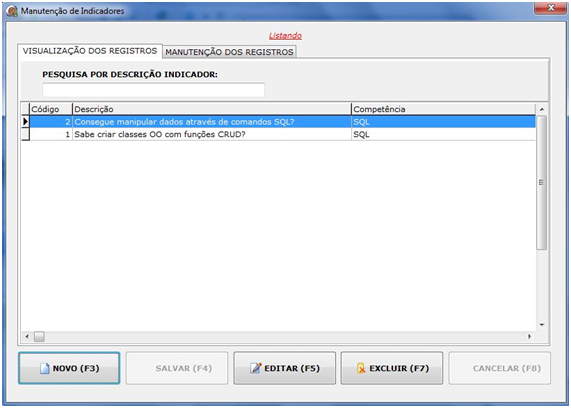 Manutenção de Indicadores
Listando
VISUALIZAÇÃO DOS REGISTROS MANUTENÇÃO DOS REGISTROS
PESQUISA POR DESCRIÇÃO INDICADOR:
Código Descrição Competência
2 Consegue manipular dados através de comandos SQL? SQL
1 Sabe criar classes OO com funções CRUD? SQL
NOVO (F3) SALVAR (F4) EDITAR (F5) EXCLUIR (F7) CANCELAR (F8)